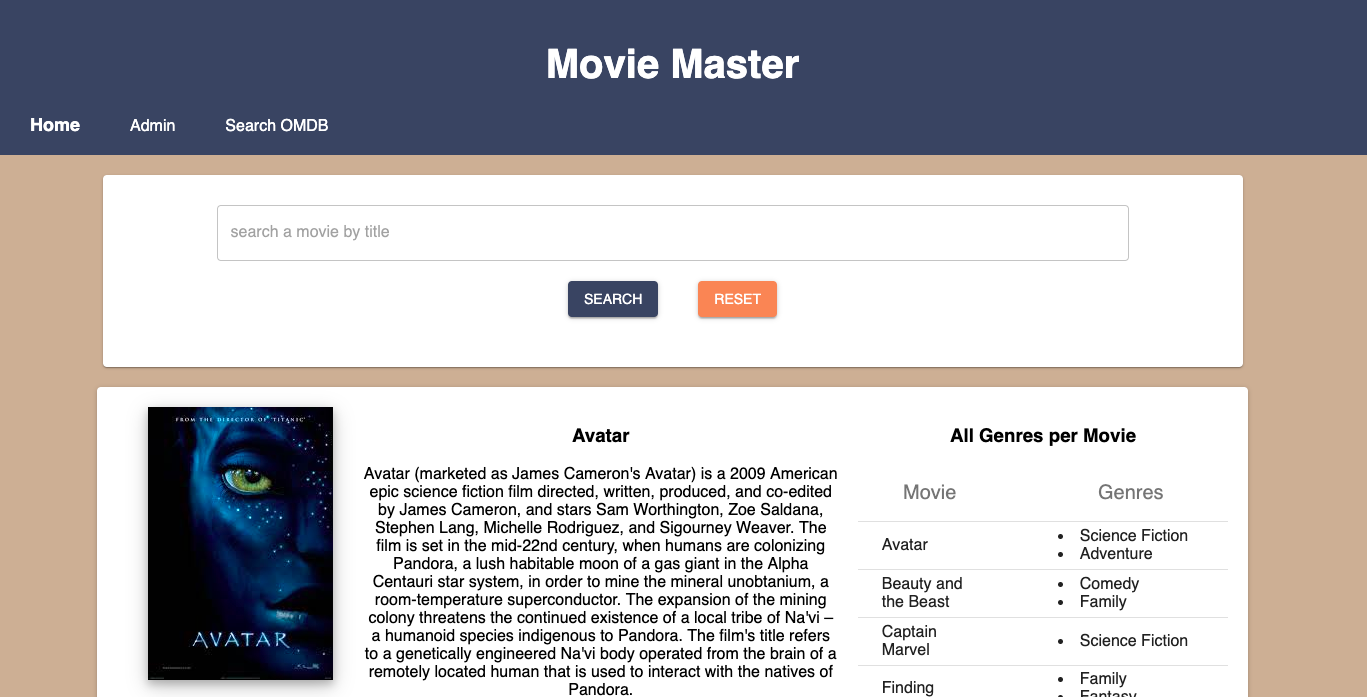 Movie Master
Home Admin Search OMDB
search a movie by title
SEARCH RESET
FROM THE DIRECTOR OF 'TITANIC'
AVATAR
Avatar
Avatar (marketed as James Cameron's Avatar) is a 2009 American
epic science fiction film directed, written, produced, and co-edited
by James Cameron, and stars Sam Worthington, Zoe Saldana,
Stephen Lang, Michelle Rodriguez, and Sigourney Weaver. The
film is set in the mid-22nd century, when humans are colonizing
Pandora, a lush habitable moon of a gas giant in the Alpha
Centauri star system, in order to mine the mineral unobtanium, a
room-temperature superconductor. The expansion of the mining
colony threatens the continued existence of a local tribe of Na'vi –
a humanoid species indigenous to Pandora. The film's title refers
to a genetically engineered Na'vi body operated from the brain of a
remotely located human that is used to interact with the natives of
Pandora.
All Genres per Movie
Movie Genres
Avatar
• Science Fiction
• Adventure
Beauty and
the Beast
• Comedy
• Family
Captain
Marvel
• Science Fiction
Finding
• Family
• Fantasy